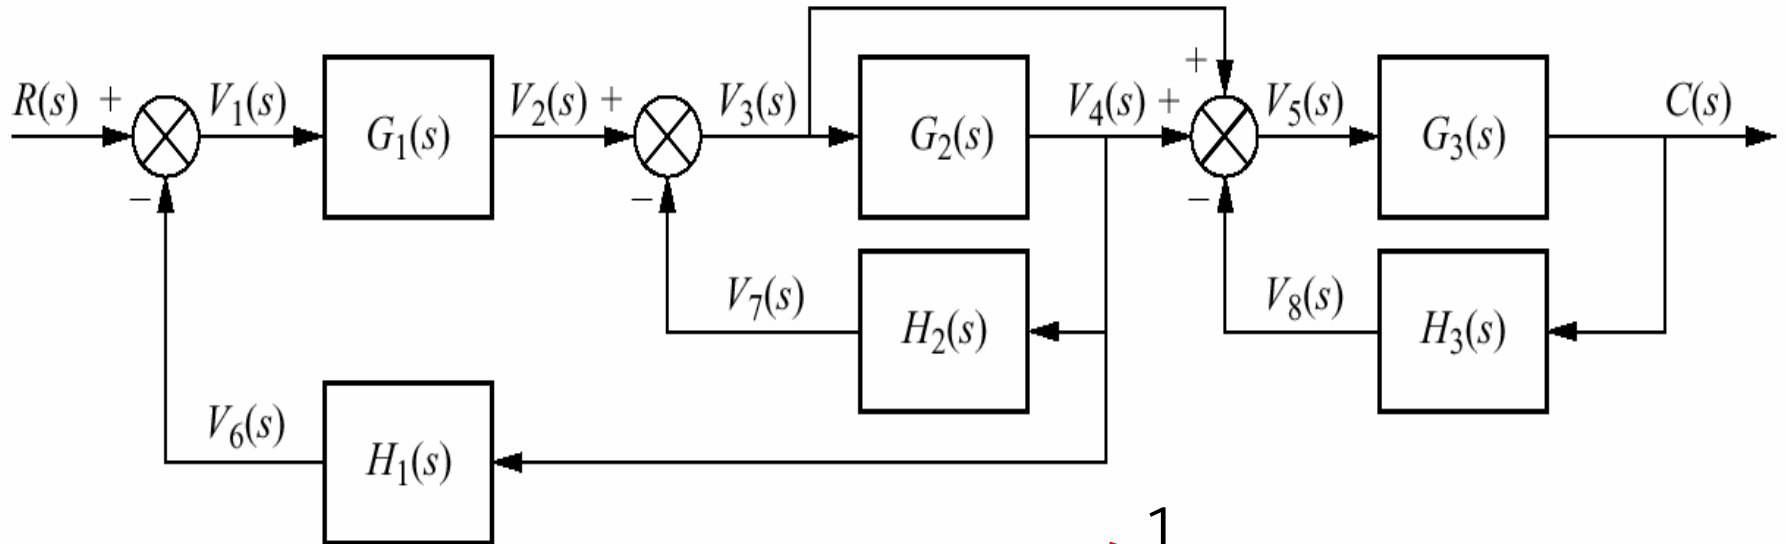 R(s) + V₁(s) G₁(s) V₂(s) + V₃(s) G₂(s) V₄(s) + + V₅(s) G₃(s) C(s)
− − −
V₇(s) H₂(s) V₈(s) H₃(s)
V₆(s) H₁(s)
1